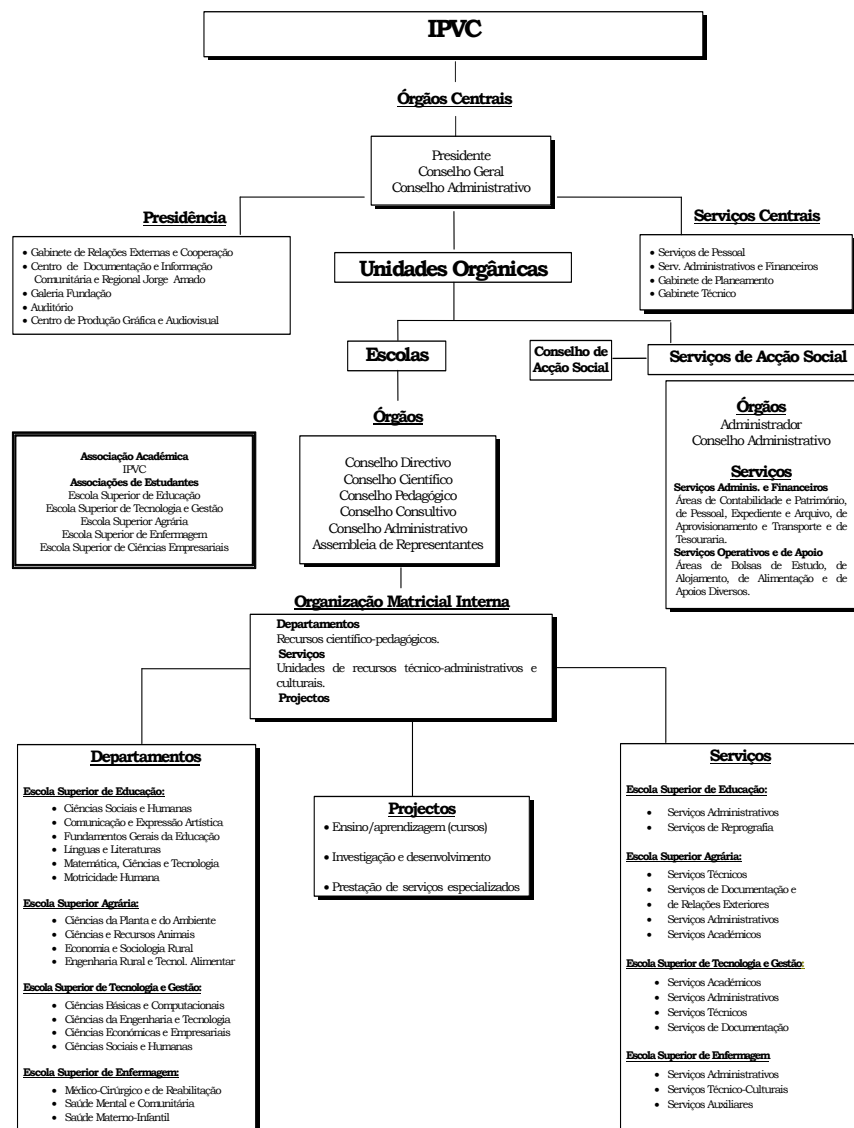 IPVC
Órgãos Centrais
Presidente
Conselho Geral
Conselho Administrativo
Presidência
• Gabinete de Relações Externas e Cooperação
• Centro de Documentação e Informação
Comunitária e Regional Jorge Amado
• Galeria Fundação
• Auditório
• Centro de Produção Gráfica e Audiovisual
Serviços Centrais
• Serviços de Pessoal
• Serv. Administrativos e Financeiros
• Gabinete de Planeamento
• Gabinete Técnico
Unidades Orgânicas
Escolas
Conselho de
Acção Social
Serviços de Acção Social
Órgãos
Administrador
Conselho Administrativo
Serviços
Serviços Adminis. e Financeiros
Áreas de Contabilidade e Património,
de Pessoal, Expediente e Arquivo, de
Aprovisionamento e Transporte e de
Tesouraria.
Serviços Operativos e de Apoio
Áreas de Bolsas de Estudo, de
Alojamento, de Alimentação e de
Apoios Diversos.
Órgãos
Conselho Directivo
Conselho Científico
Conselho Pedagógico
Conselho Consultivo
Conselho Administrativo
Assembleia de Representantes
Associação Académica
IPVC
Associações de Estudantes
Escola Superior de Educação
Escola Superior de Tecnologia e Gestão
Escola Superior Agrária
Escola Superior de Enfermagem
Escola Superior de Ciências Empresariais
Organização Matricial Interna
Departamentos
Recursos científico-pedagógicos.
Serviços
Unidades de recursos técnico-administrativos e
culturais.
Projectos
Departamentos
Escola Superior de Educação:
• Ciências Sociais e Humanas
• Comunicação e Expressão Artística
• Fundamentos Gerais da Educação
• Línguas e Literaturas
• Matemática, Ciências e Tecnologia
• Motricidade Humana
Escola Superior Agrária:
• Ciências da Planta e do Ambiente
• Ciências e Recursos Animais
• Economia e Sociologia Rural
• Engenharia Rural e Tecnol. Alimentar
Escola Superior de Tecnologia e Gestão:
• Ciências Básicas e Computacionais
• Ciências da Engenharia e Tecnologia
• Ciências Económicas e Empresariais
• Ciências Sociais e Humanas
Escola Superior de Enfermagem:
• Médico-Cirúrgico e de Reabilitação
• Saúde Mental e Comunitária
• Saúde Materno-Infantil
Projectos
• Ensino/aprendizagem (cursos)
• Investigação e desenvolvimento
• Prestação de serviços especializados
Serviços
Escola Superior de Educação:
• Serviços Administrativos
• Serviços de Reprografia
Escola Superior Agrária:
• Serviços Técnicos
• Serviços de Documentação e
• de Relações Exteriores
• Serviços Administrativos
• Serviços Académicos
Escola Superior de Tecnologia e Gestão:
• Serviços Académicos
• Serviços Administrativos
• Serviços Técnicos
• Serviços de Documentação
Escola Superior de Enfermagem
• Serviços Administrativos
• Serviços Técnico-Culturais
• Serviços Auxiliares